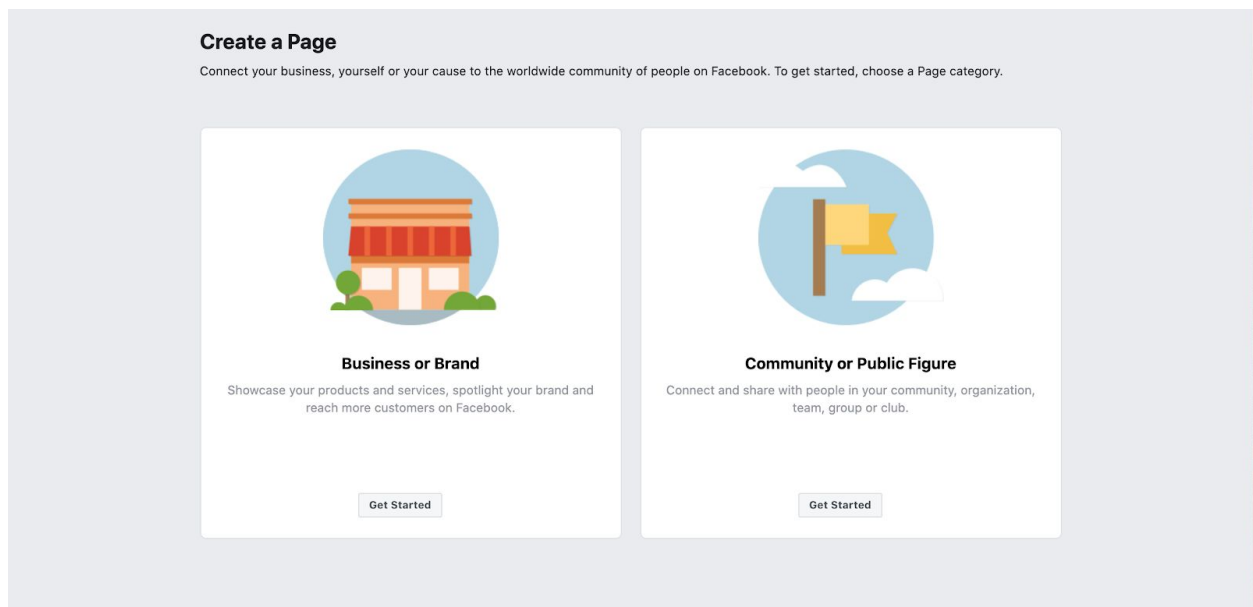 Create a Page
Connect your business, yourself or your cause to the worldwide community of people on Facebook. To get started, choose a Page category.
Business or Brand
Showcase your products and services, spotlight your brand and
reach more customers on Facebook.
Get Started
Community or Public Figure
Connect and share with people in your community, organization,
team, group or club.
Get Started